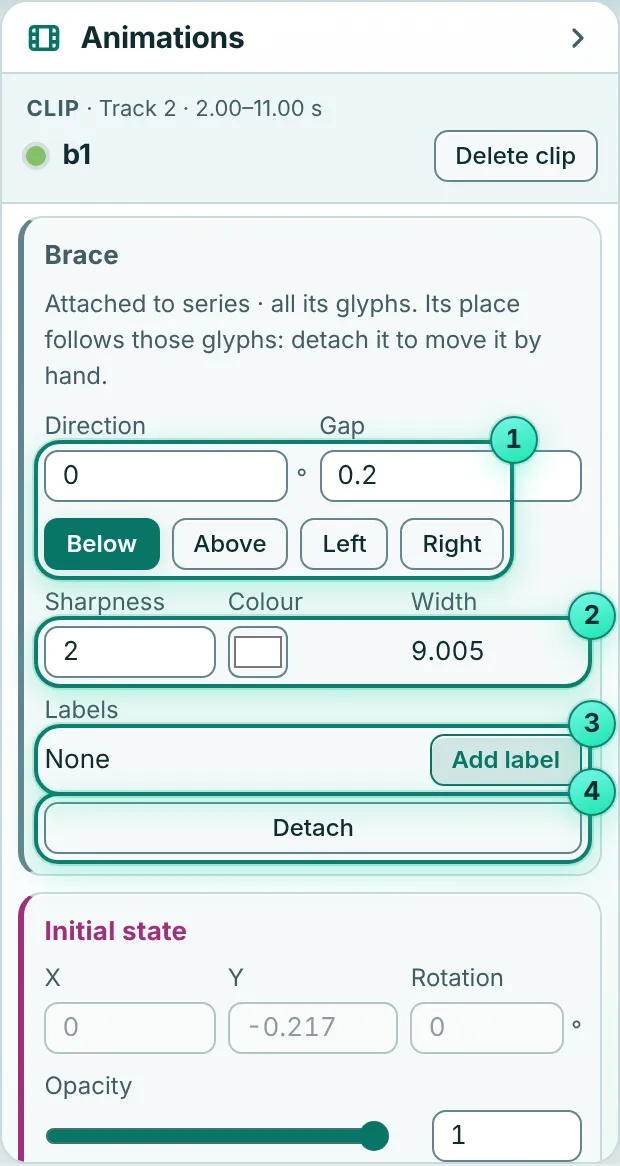 Animations
CLIP · Track 2 · 2.00–11.00 s
b1
Delete clip
Brace
Attached to series · all its glyphs. Its place
follows those glyphs: detach it to move it by
hand.
Direction Gap
1
0 ° 0.2
Below Above Left Right
Sharpness Colour Width
2
2 9.005
Labels
3
None Add label
4
Detach
Initial state
X Y Rotation
0 -0.217 0 °
Opacity
1